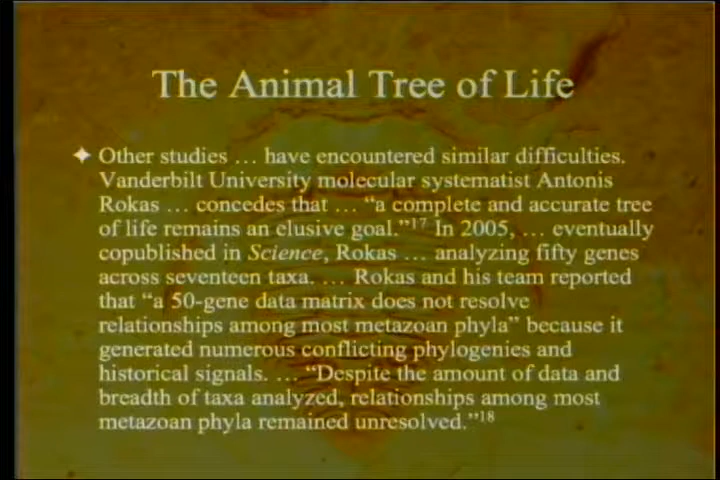 The Animal Tree of Life
✦ Other studies … have encountered similar difficulties.
Vanderbilt University molecular systematist Antonis
Rokas … concedes that … “a complete and accurate tree
of life remains an elusive goal.”¹⁷ In 2005, … eventually
copublished in Science, Rokas … analyzing fifty genes
across seventeen taxa. … Rokas and his team reported
that “a 50-gene data matrix does not resolve
relationships among most metazoan phyla” because it
generated numerous conflicting phylogenies and
historical signals. … “Despite the amount of data and
breadth of taxa analyzed, relationships among most
metazoan phyla remained unresolved.”¹⁸